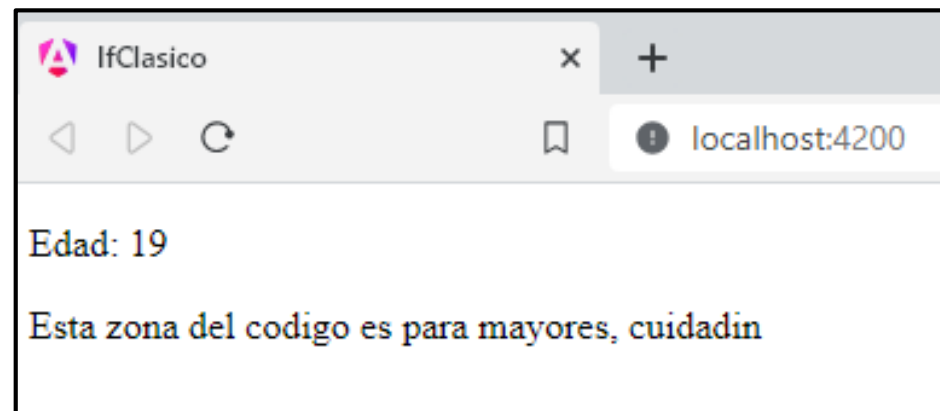 IfClasico
localhost:4200
Edad: 19
Esta zona del codigo es para mayores, cuidadin